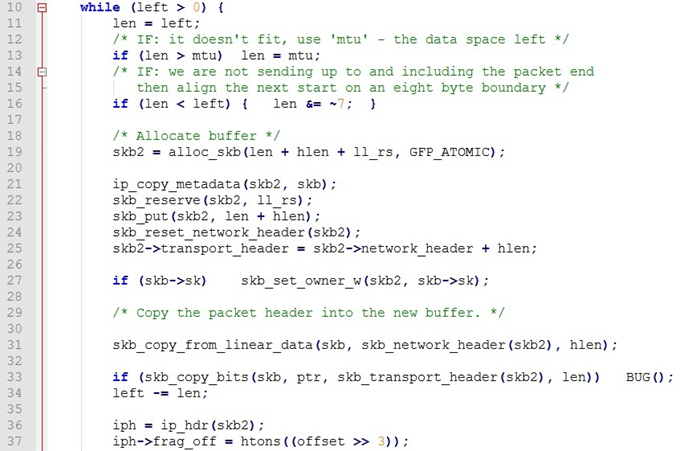 10 while (left > 0) {
11 len = left;
12 /* IF: it doesn't fit, use 'mtu' - the data space left */
13 if (len > mtu) len = mtu;
14 /* IF: we are not sending up to and including the packet end
15 then align the next start on an eight byte boundary */
16 if (len < left) { len &= ~7; }
17
18 /* Allocate buffer */
19 skb2 = alloc_skb(len + hlen + ll_rs, GFP_ATOMIC);
20
21 ip_copy_metadata(skb2, skb);
22 skb_reserve(skb2, ll_rs);
23 skb_put(skb2, len + hlen);
24 skb_reset_network_header(skb2);
25 skb2->transport_header = skb2->network_header + hlen;
26
27 if (skb->sk) skb_set_owner_w(skb2, skb->sk);
28
29 /* Copy the packet header into the new buffer. */
30
31 skb_copy_from_linear_data(skb, skb_network_header(skb2), hlen);
32
33 if (skb_copy_bits(skb, ptr, skb_transport_header(skb2), len)) BUG();
34 left -= len;
35
36 iph = ip_hdr(skb2);
37 iph->frag_off = htons((offset >> 3));